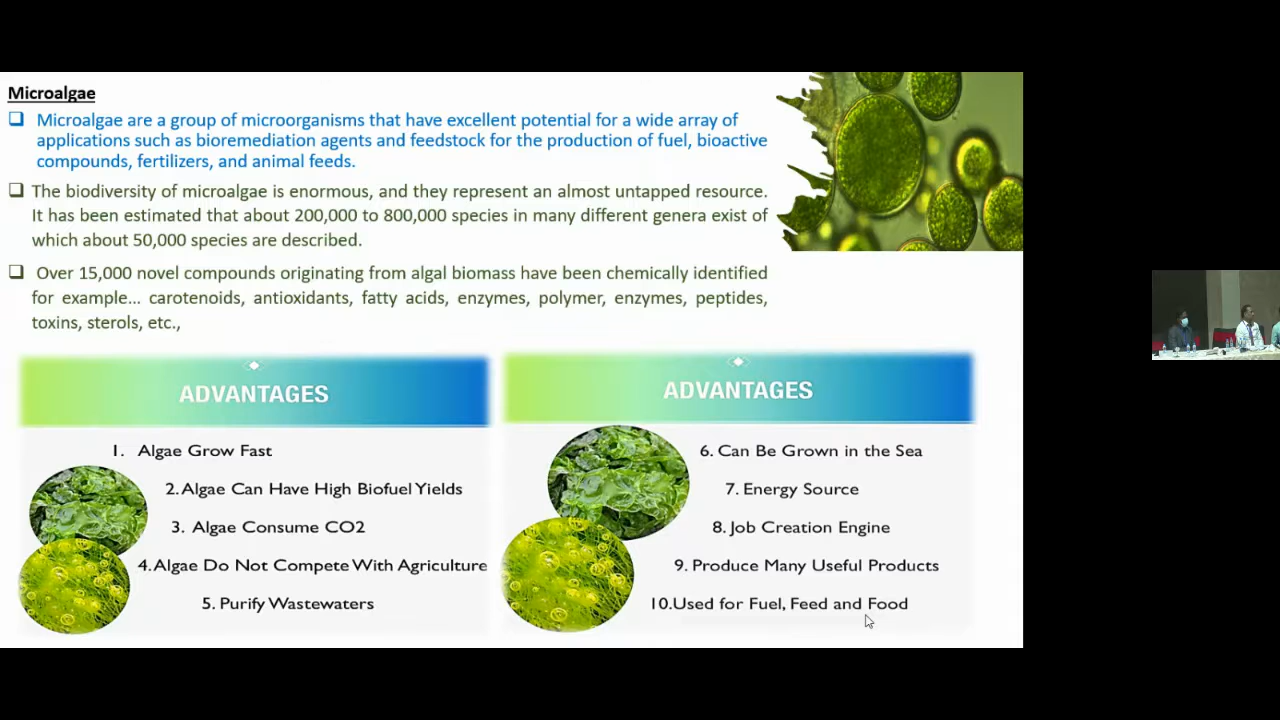 Microalgae
❑ Microalgae are a group of microorganisms that have excellent potential for a wide array of
applications such as bioremediation agents and feedstock for the production of fuel, bioactive
compounds, fertilizers, and animal feeds.
❑ The biodiversity of microalgae is enormous, and they represent an almost untapped resource.
It has been estimated that about 200,000 to 800,000 species in many different genera exist of
which about 50,000 species are described.
❑ Over 15,000 novel compounds originating from algal biomass have been chemically identified
for example... carotenoids, antioxidants, fatty acids, enzymes, polymer, enzymes, peptides,
toxins, sterols, etc.,
ADVANTAGES
1. Algae Grow Fast
2.Algae Can Have High Biofuel Yields
3. Algae Consume CO2
4.Algae Do Not Compete With Agriculture
5. Purify Wastewaters
ADVANTAGES
6. Can Be Grown in the Sea
7. Energy Source
8. Job Creation Engine
9. Produce Many Useful Products
10.Used for Fuel, Feed and Food